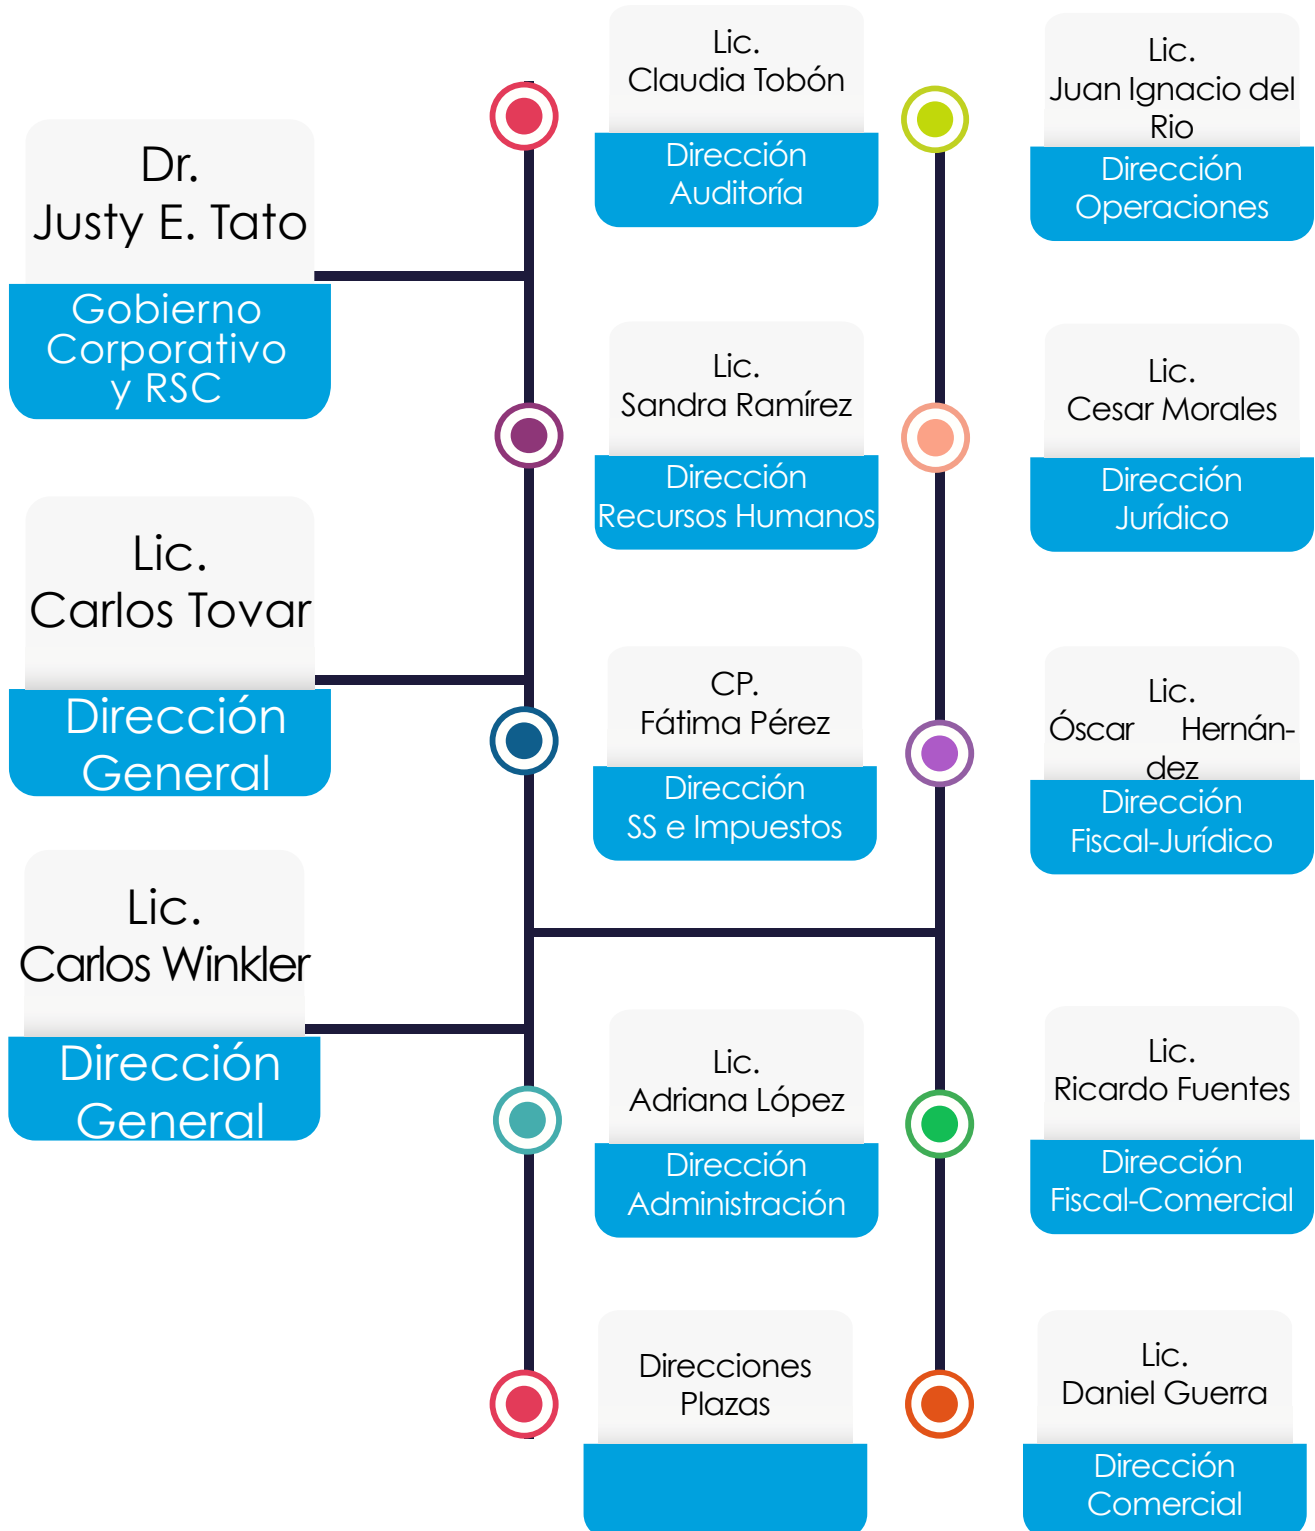 Dr.
Justy E. Tato
Gobierno
Corporativo
y RSC
Lic.
Carlos Tovar
Dirección
General
Lic.
Carlos Winkler
Dirección
General
Lic.
Claudia Tobón
Dirección
Auditoría
Lic.
Sandra Ramírez
Dirección
Recursos Humanos
CP.
Fátima Pérez
Dirección
SS e Impuestos
Lic.
Adriana López
Dirección
Administración
Direcciones
Plazas
Lic.
Juan Ignacio del
Rio
Dirección
Operaciones
Lic.
Cesar Morales
Dirección
Jurídico
Lic.
Óscar Hernán-
dez
Dirección
Fiscal-Jurídico
Lic.
Ricardo Fuentes
Dirección
Fiscal-Comercial
Lic.
Daniel Guerra
Dirección
Comercial